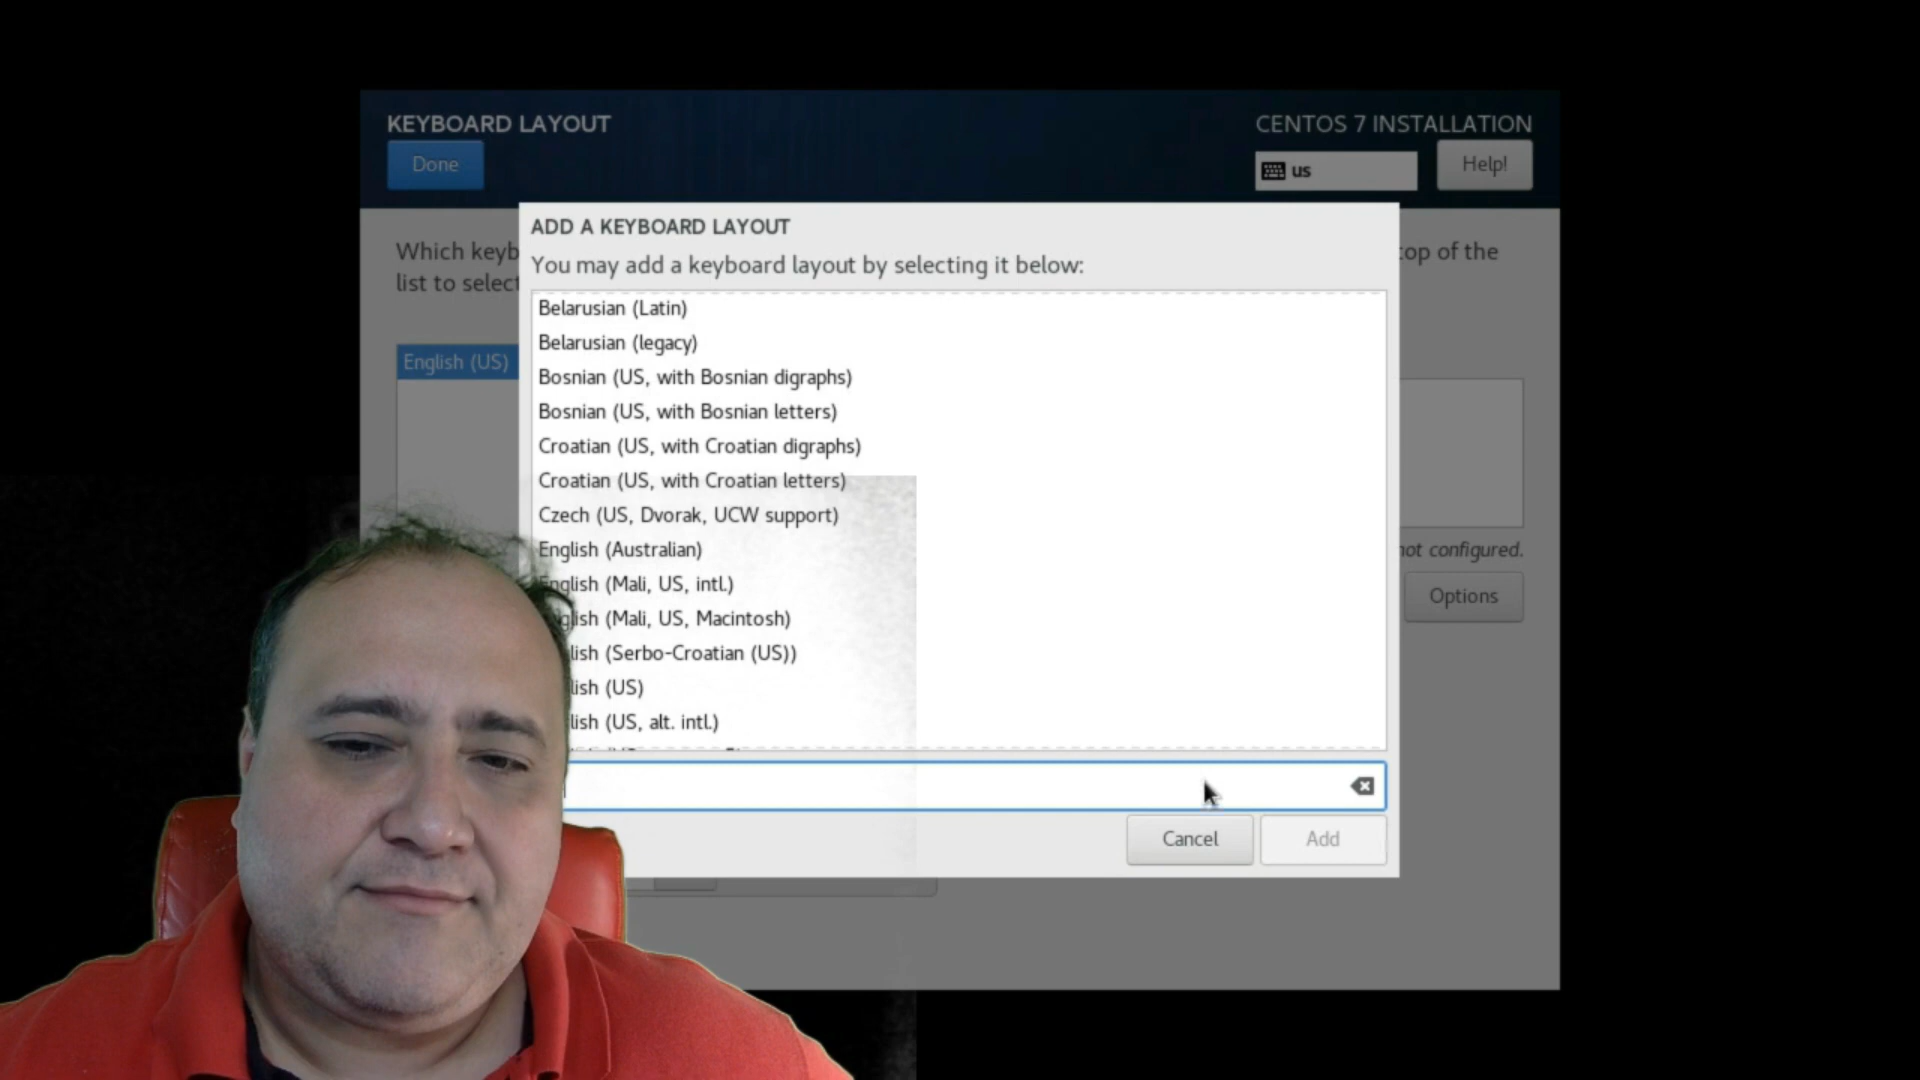 KEYBOARD LAYOUT
CENTOS 7 INSTALLATION
Done
us
Help!
Which keyb
top of the
list to select
ADD A KEYBOARD LAYOUT
You may add a keyboard layout by selecting it below:
English (US)
Belarusian (Latin)
Belarusian (legacy)
Bosnian (US, with Bosnian digraphs)
Bosnian (US, with Bosnian letters)
Croatian (US, with Croatian digraphs)
Croatian (US, with Croatian letters)
Czech (US, Dvorak, UCW support)
English (Australian)
English (Mali, US, intl.)
glish (Mali, US, Macintosh)
lish (Serbo-Croatian (US))
lish (US)
lish (US, alt. intl.)
not configured.
Options
Cancel
Add